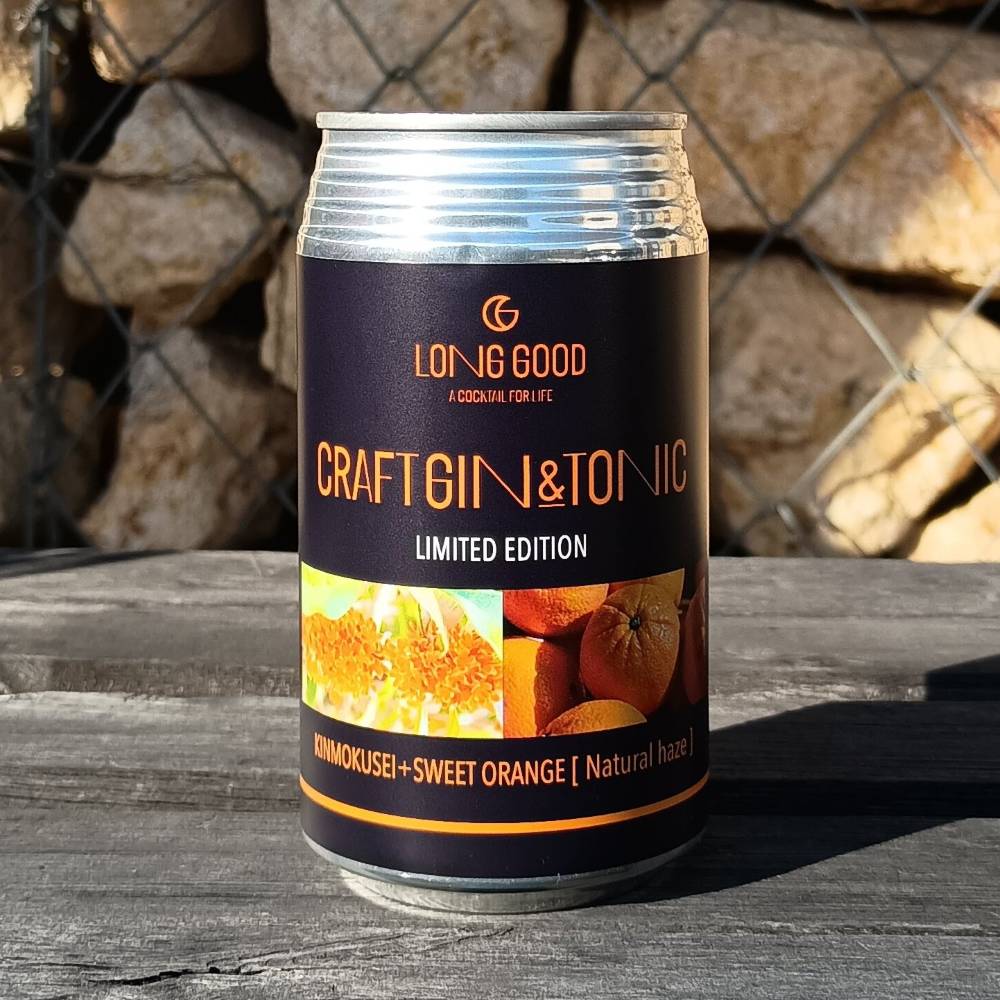 LONG GOOD
A COCKTAIL FOR LIFE
CRAFT GIN & TONIC
LIMITED EDITION
KINMOKUSEI+SWEET ORANGE [ Natural haze ]